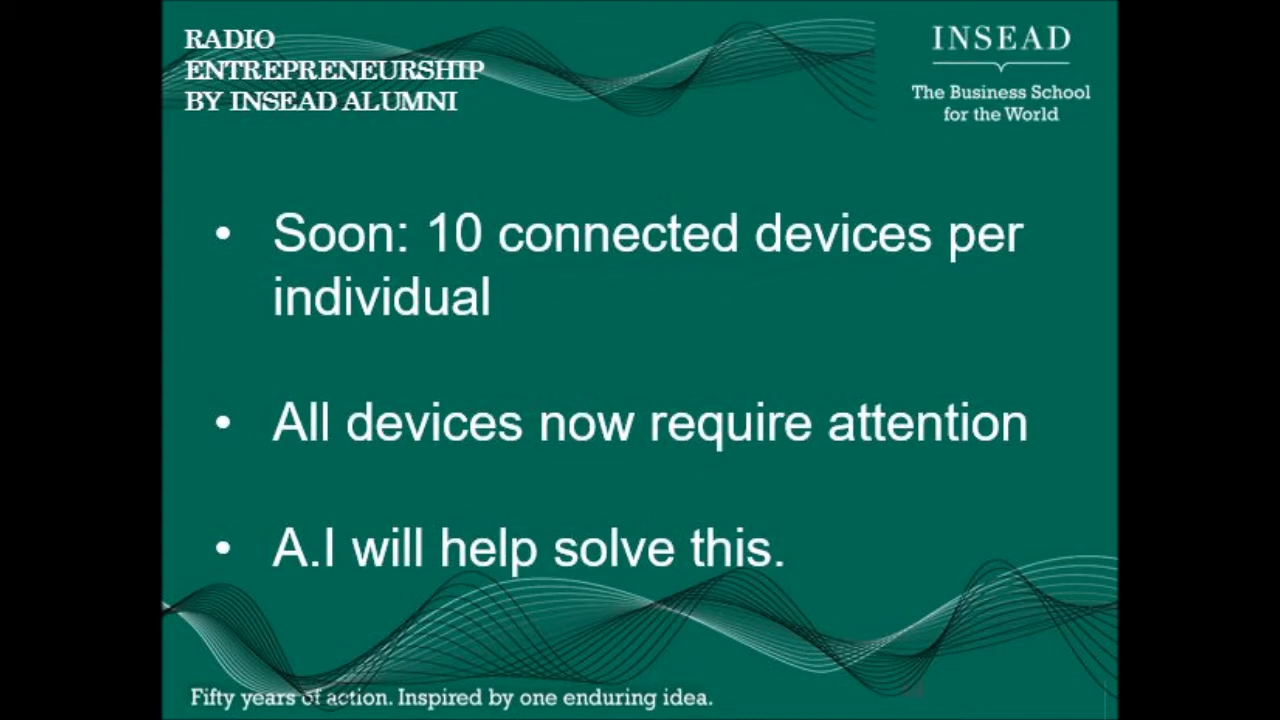 RADIO
ENTREPRENEURSHIP
BY INSEAD ALUMNI
INSEAD
The Business School
for the World
• Soon: 10 connected devices per
individual
• All devices now require attention
• A.I will help solve this.
Fifty years of action. Inspired by one enduring idea.